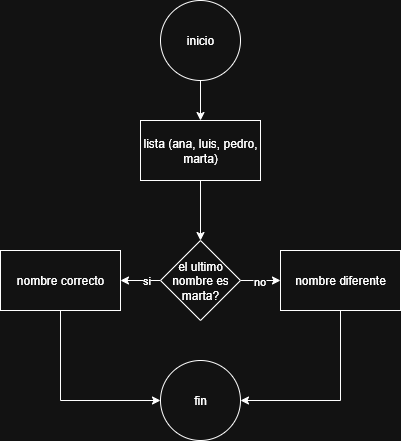 inicio
lista (ana, luis, pedro,
marta)
el ultimo
nombre es
marta?
si
no
nombre correcto
nombre diferente
fin